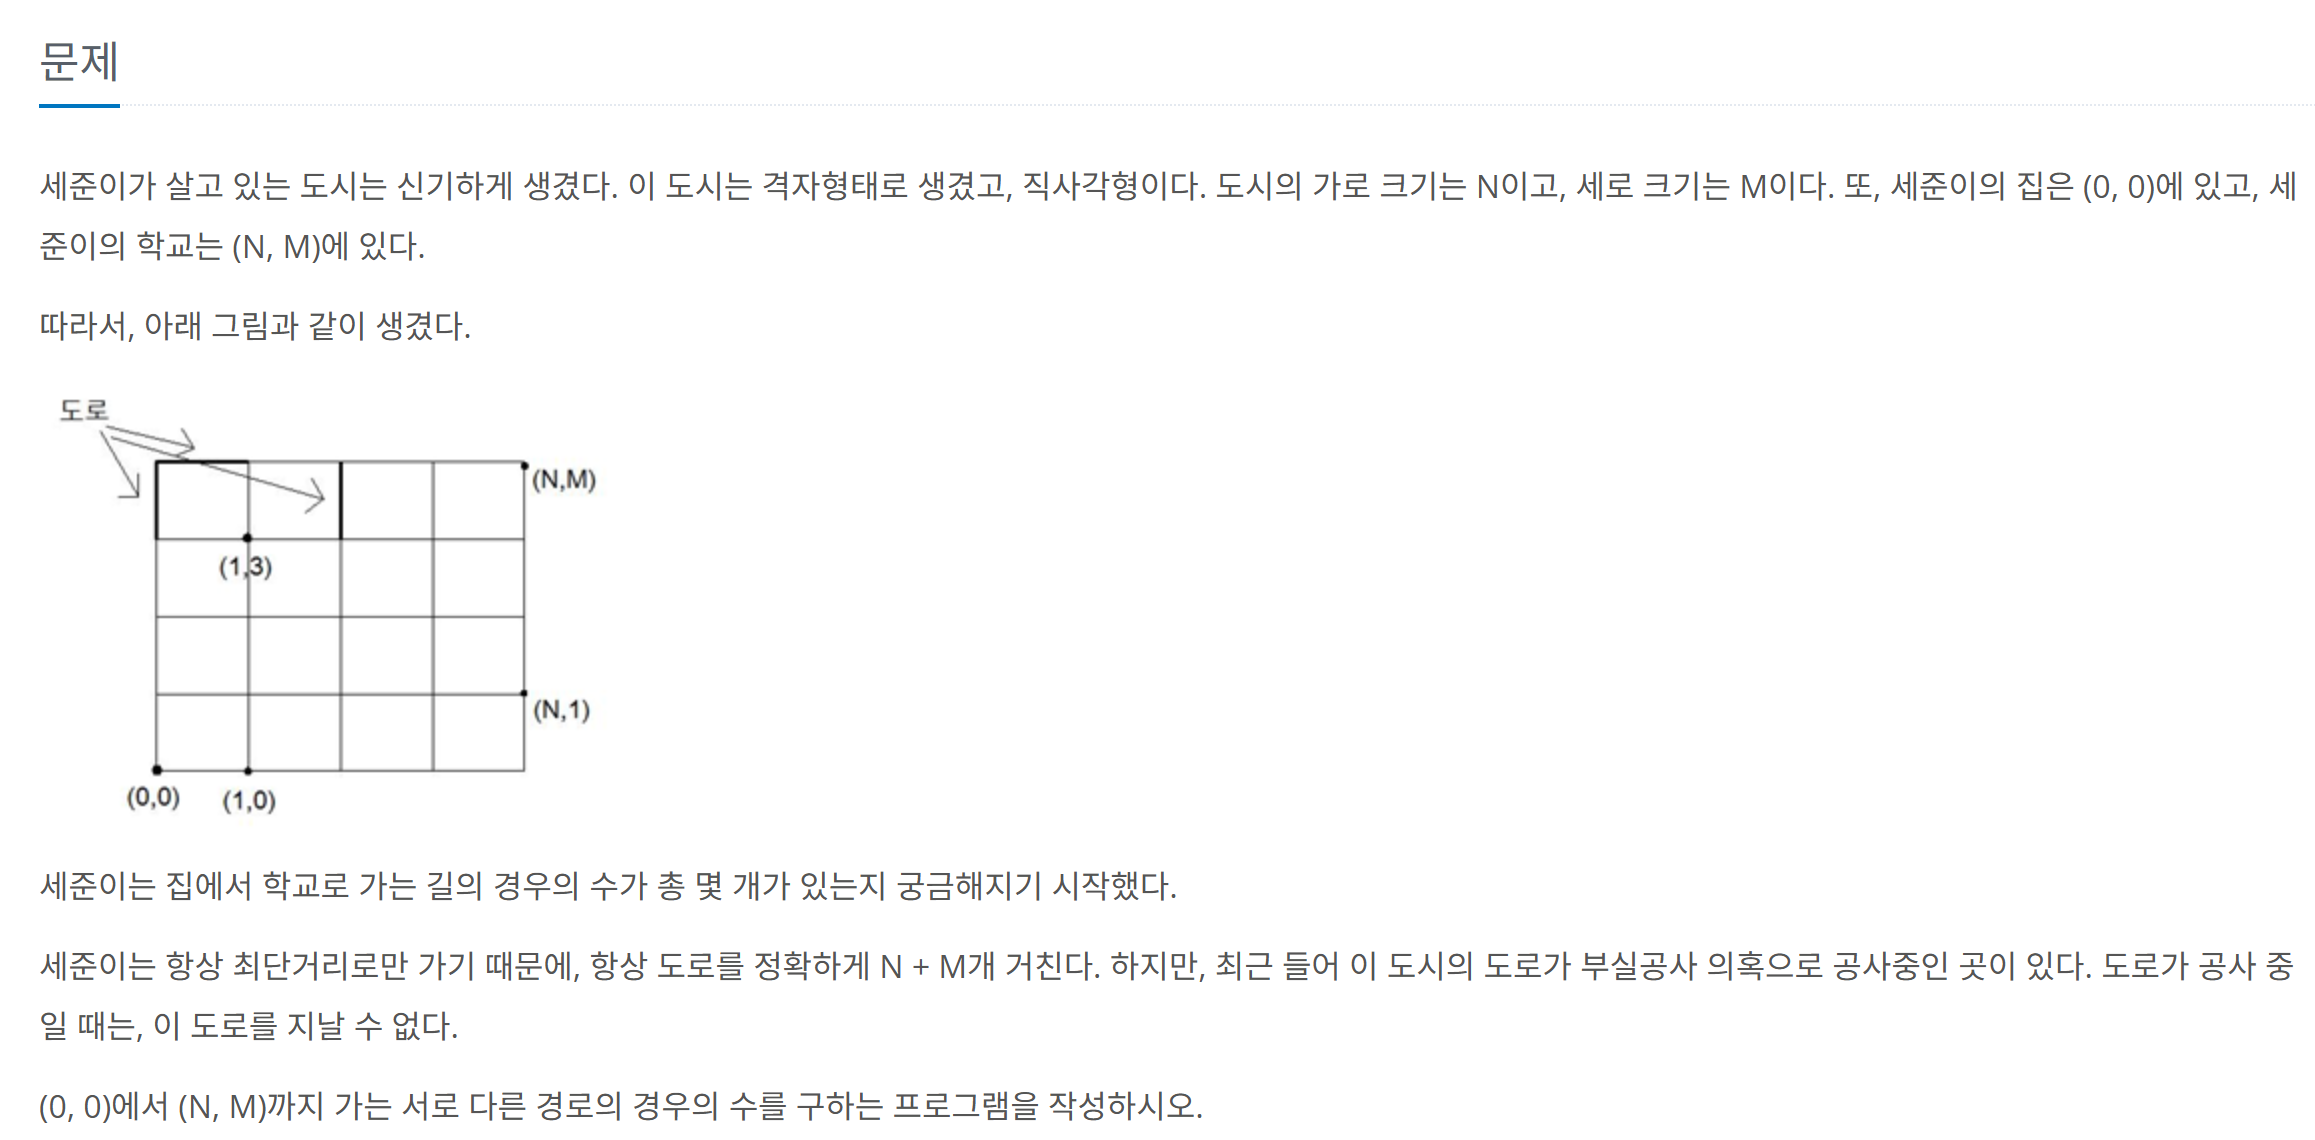 문제
세준이가 살고 있는 도시는 신기하게 생겼다. 이 도시는 격자형태로 생겼고, 직사각형이다. 도시의 가로 크기는 N이고, 세로 크기는 M이다. 또, 세준이의 집은 (0, 0)에 있고, 세
준이의 학교는 (N, M)에 있다.
따라서, 아래 그림과 같이 생겼다.
도로
(N,M)
(1,3)
(N,1)
(0,0) (1,0)
세준이는 집에서 학교로 가는 길의 경우의 수가 총 몇 개가 있는지 궁금해지기 시작했다.
세준이는 항상 최단거리로만 가기 때문에, 항상 도로를 정확하게 N + M개 거친다. 하지만, 최근 들어 이 도시의 도로가 부실공사 의혹으로 공사중인 곳이 있다. 도로가 공사 중
일 때는, 이 도로를 지날 수 없다.
(0, 0)에서 (N, M)까지 가는 서로 다른 경로의 경우의 수를 구하는 프로그램을 작성하시오.